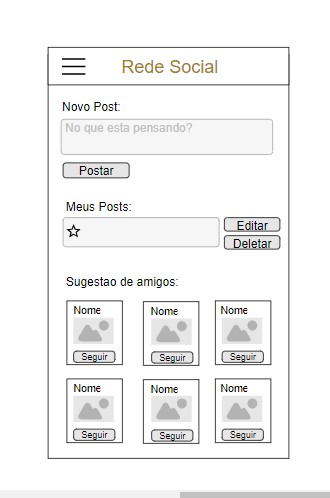 Rede Social
Novo Post:
No que esta pensando?
Postar
Meus Posts:
Editar
Deletar
Sugestao de amigos:
Nome Nome Nome
Seguir Seguir Seguir
Nome Nome Nome
Seguir Seguir Seguir